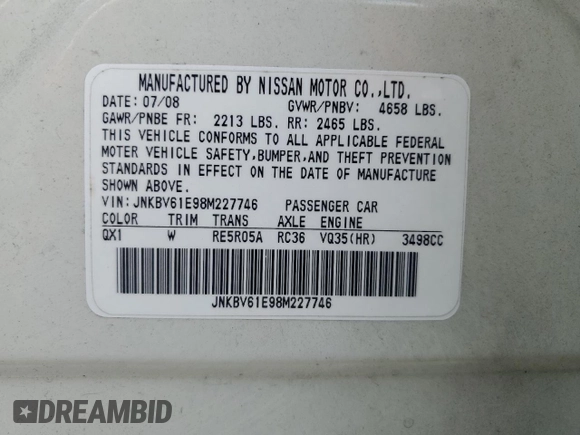 MANUFACTURED BY NISSAN MOTOR CO.,LTD.
DATE: 07/08 GVWR/PNBV: 4658 LBS.
GAWR/PNBE FR: 2213 LBS. RR: 2465 LBS.
THIS VEHICLE CONFORMS TO ALL APPLICABLE FEDERAL
MOTER VEHICLE SAFETY,BUMPER,AND THEFT PREVENTION
STANDARDS IN EFFECT ON THE DATE OF MANUFACTURE
SHOWN ABOVE.
VIN: JNKBV61E98M227746 PASSENGER CAR
COLOR TRIM TRANS AXLE ENGINE
QX1 W RE5R05A RC36 VQ35(HR) 3498CC
JNKBV61E98M227746
DREAMBID